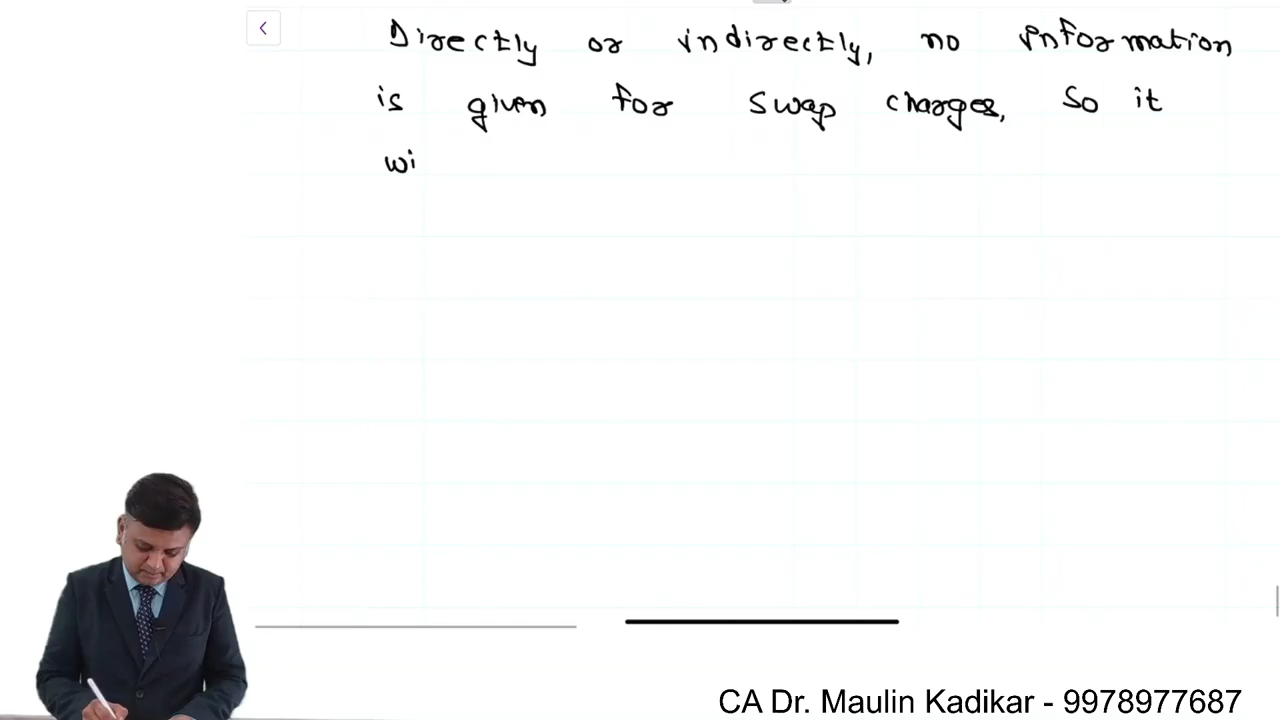 Directly or indirectly, no information
is given for swap charges, So it
wi
CA Dr. Maulin Kadikar - 9978977687